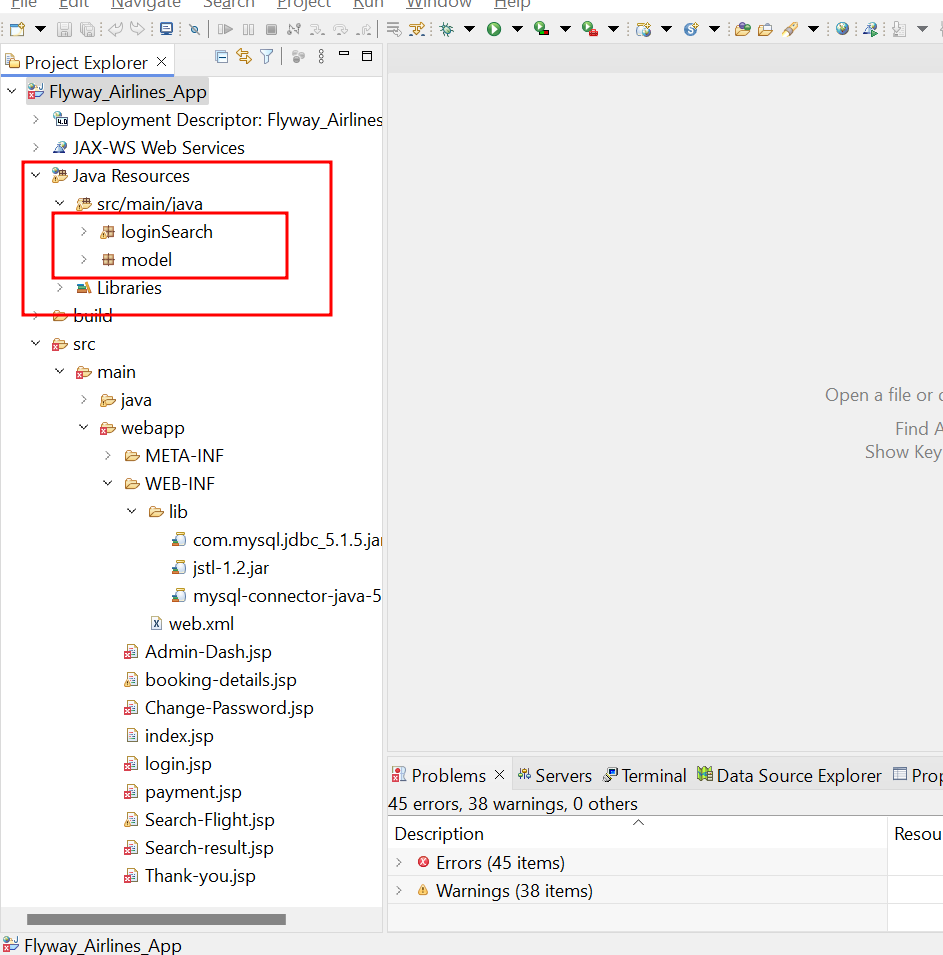 File Edit Navigate Search Project Run Window Help
Project Explorer
Flyway_Airlines_App
Deployment Descriptor: Flyway_Airlines
JAX-WS Web Services
Java Resources
src/main/java
loginSearch
model
Libraries
build
src
main
java
webapp
META-INF
WEB-INF
lib
com.mysql.jdbc_5.1.5.jar
jstl-1.2.jar
mysql-connector-java-5
web.xml
Admin-Dash.jsp
booking-details.jsp
Change-Password.jsp
index.jsp
login.jsp
payment.jsp
Search-Flight.jsp
Search-result.jsp
Thank-you.jsp
Flyway_Airlines_App
Open a file or
Find A
Show Key
Problems Servers Terminal Data Source Explorer Prop
45 errors, 38 warnings, 0 others
Description Resou
Errors (45 items)
Warnings (38 items)